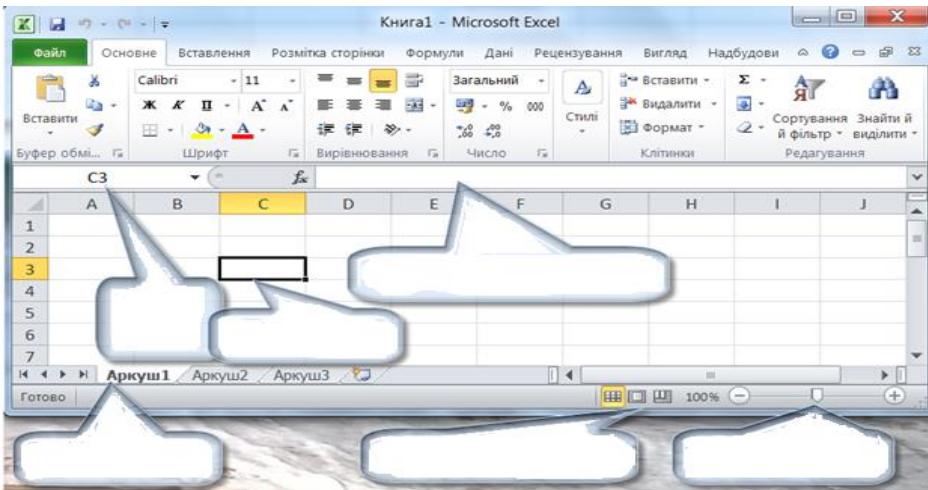 Книга1 - Microsoft Excel
Файл Основне Вставлення Розмітка сторінки Формули Дані Рецензування Вигляд Надбудови
Вставити
Calibri 11
Ж К П А А
А
Загальний
% 000
Стилі
Вставити
Видалити
Формат
Σ
Сортування й фільтр
Знайти й виділити
Буфер обмі... Шрифт Вирівнювання Число Клітинки Редагування
C3 fx
A B C D E F G H I J
1
2
3
4
5
6
7
Аркуш1 Аркуш2 Аркуш3
Готово 100%